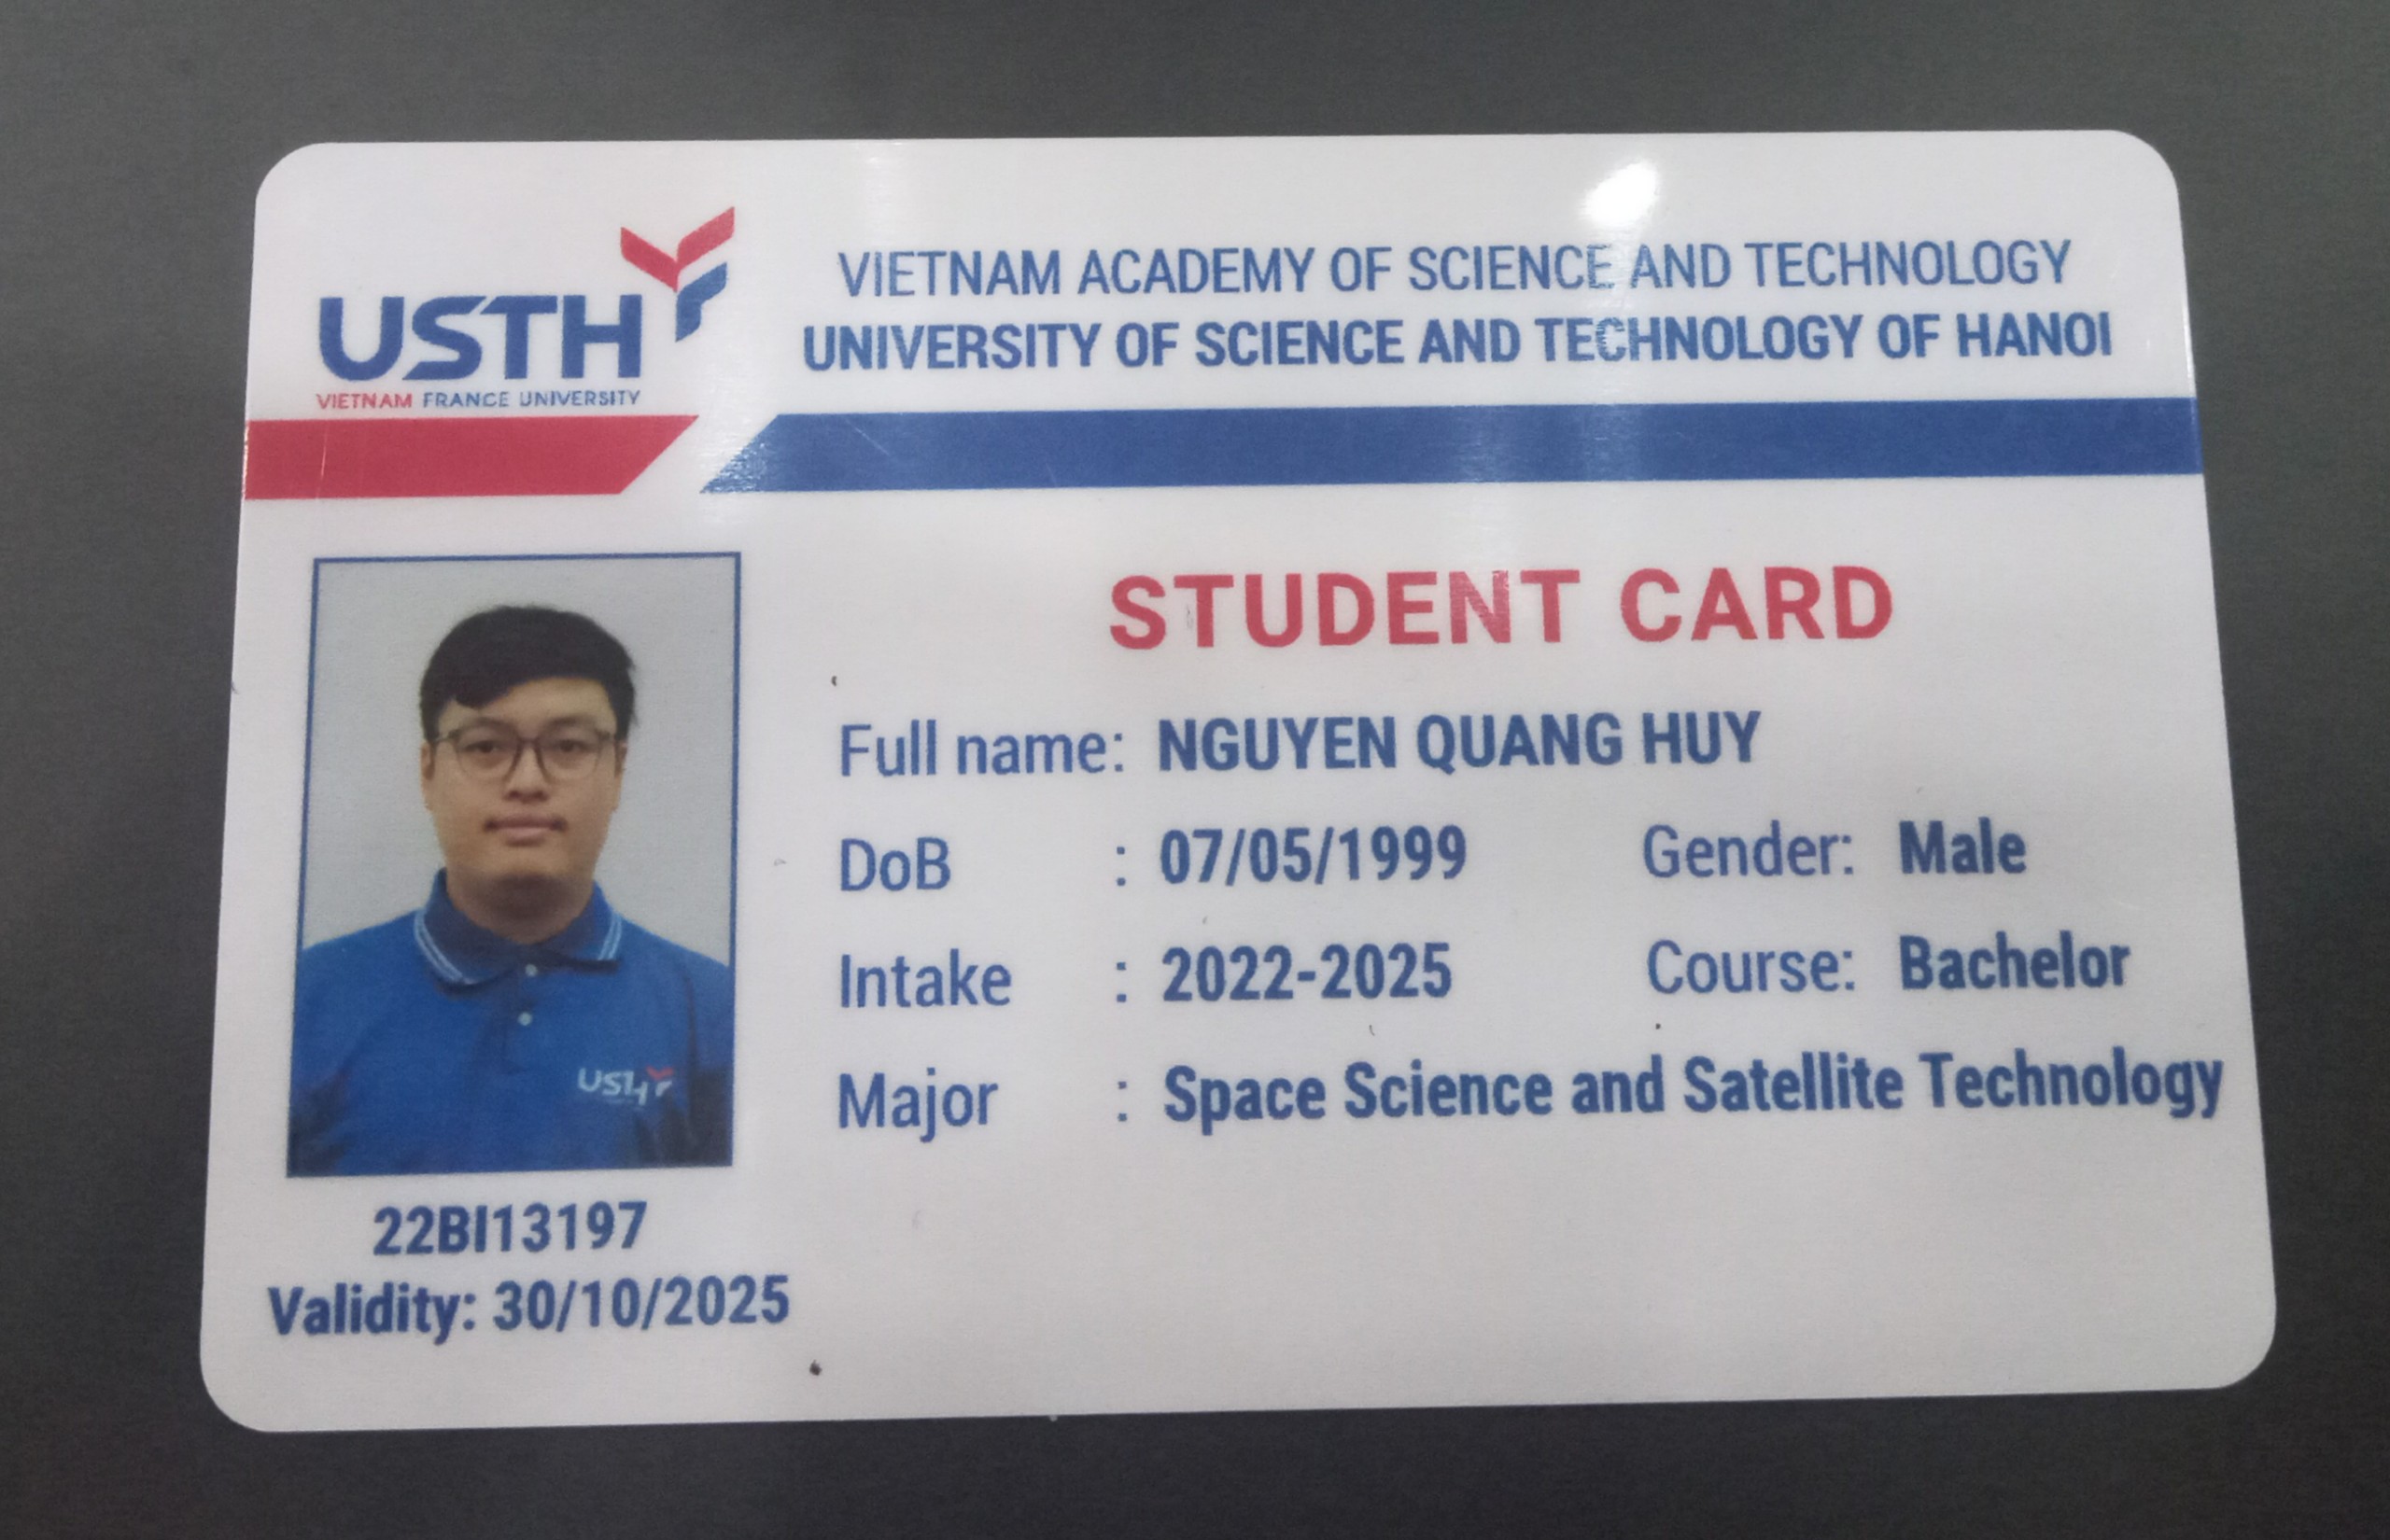 USTH
VIETNAM FRANCE UNIVERSITY
VIETNAM ACADEMY OF SCIENCE AND TECHNOLOGY
UNIVERSITY OF SCIENCE AND TECHNOLOGY OF HANOI
STUDENT CARD
Full name: NGUYEN QUANG HUY
DoB : 07/05/1999 Gender: Male
Intake : 2022-2025 Course: Bachelor
Major : Space Science and Satellite Technology
USTH
22BI13197
Validity: 30/10/2025